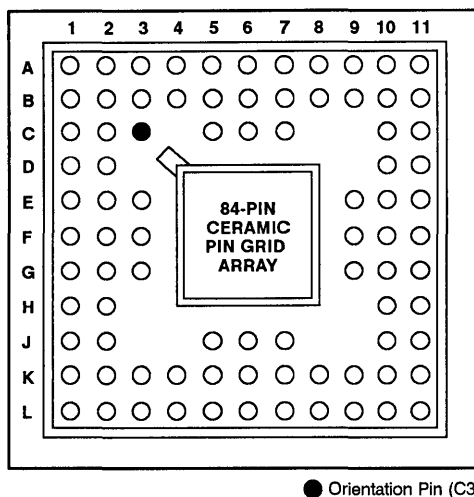 1 2 3 4 5 6 7 8 9 10 11
A
B
C
D
E
F
G
H
J
K
L
84-PIN
CERAMIC
PIN GRID
ARRAY
Orientation Pin (C3